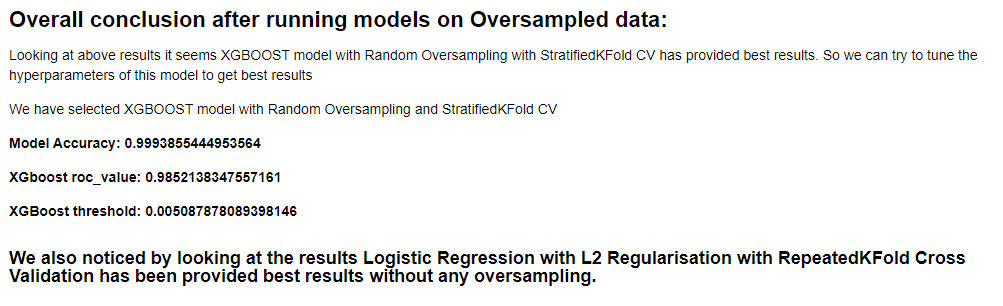 Overall conclusion after running models on Oversampled data:
Looking at above results it seems XGBOOST model with Random Oversampling with StratifiedKFold CV has provided best results. So we can try to tune the
hyperparameters of this model to get best results
We have selected XGBOOST model with Random Oversampling and StratifiedKFold CV
Model Accuracy: 0.9993855444953564
XGboost roc_value: 0.9852138347557161
XGBoost threshold: 0.005087878089398146
We also noticed by looking at the results Logistic Regression with L2 Regularisation with RepeatedKFold Cross
Validation has been provided best results without any oversampling.